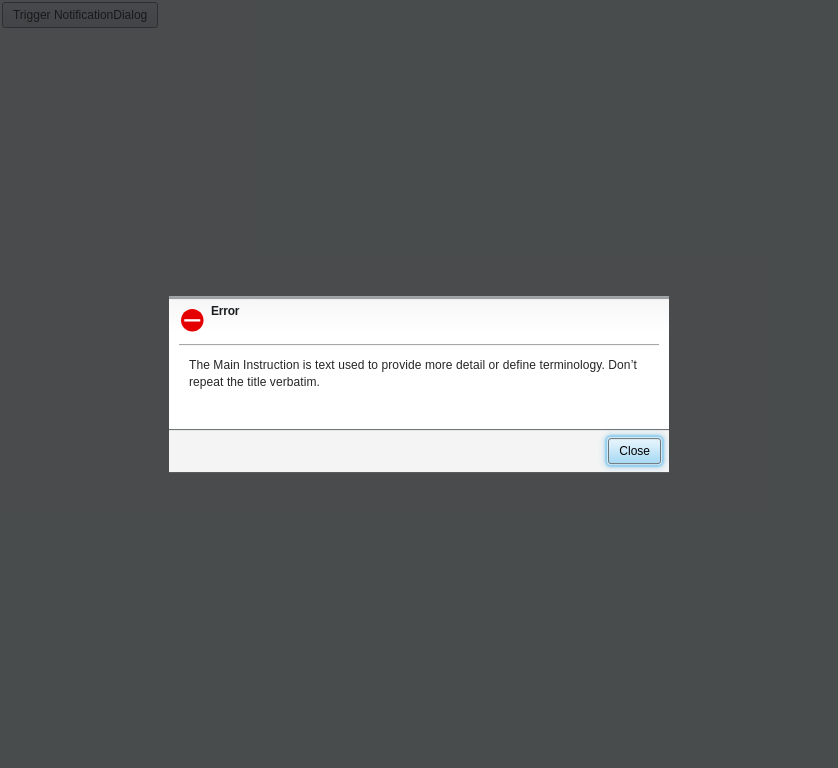 Trigger NotificationDialog
Error
The Main Instruction is text used to provide more detail or define terminology. Don’t
repeat the title verbatim.
Close